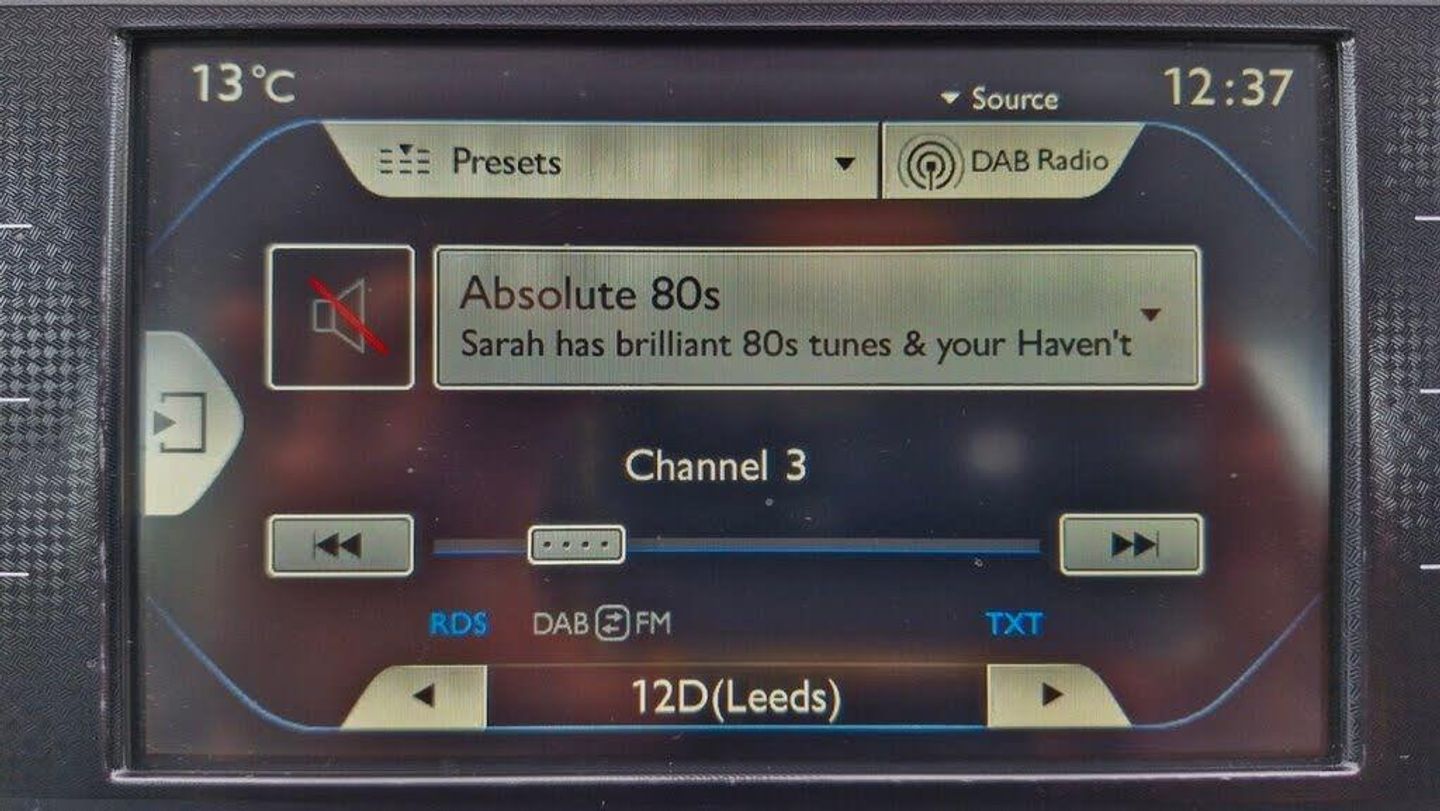 13°C
Source
12:37
Presets
DAB Radio
Absolute 80s
Sarah has brilliant 80s tunes & your Haven't
Channel 3
RDS
DAB FM
TXT
12D(Leeds)